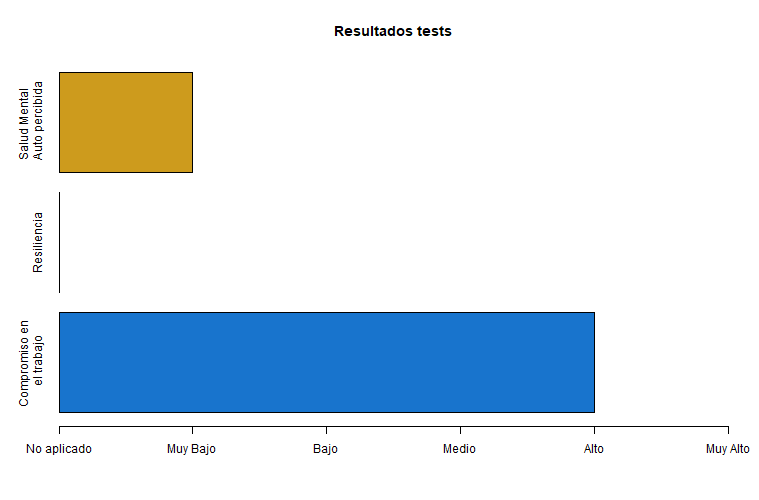 Resultados tests
Salud Mental
Auto percibida
Resiliencia
Compromiso en
el trabajo
No aplicado
Muy Bajo
Bajo
Medio
Alto
Muy Alto